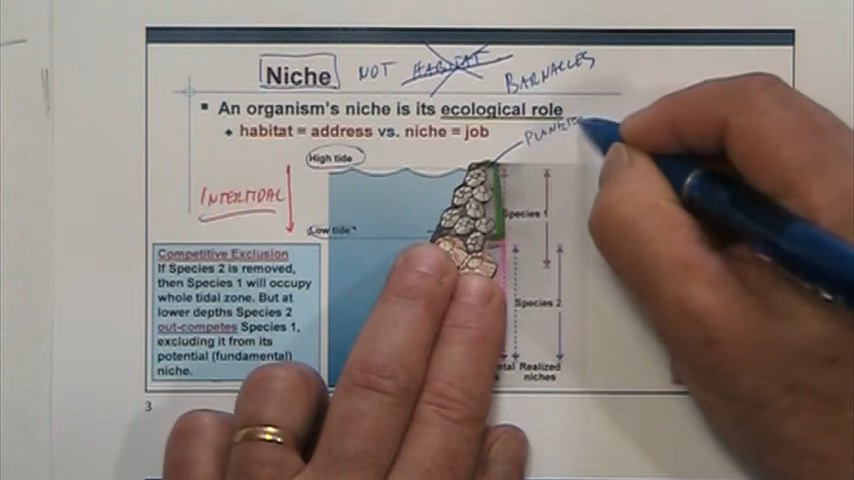 Niche NOT HABITAT BARNACLES
An organism's niche is its ecological role
habitat = address vs. niche = job
PLANKTO
High tide
INTERTIDAL
Species 1
Low tide
Competitive Exclusion
If Species 2 is removed,
then Species 1 will occupy
whole tidal zone. But at
lower depths Species 2
out-competes Species 1,
excluding it from its
potential (fundamental)
niche.
Species 2
ntal Realized
s niches
3